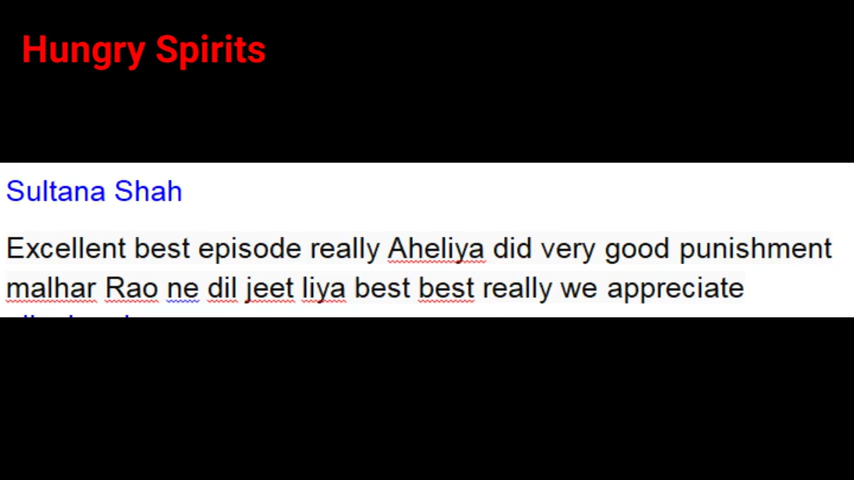 Hungry Spirits
Sultana Shah
Excellent best episode really Aheliya did very good punishment
malhar Rao ne dil jeet liya best best really we appreciate